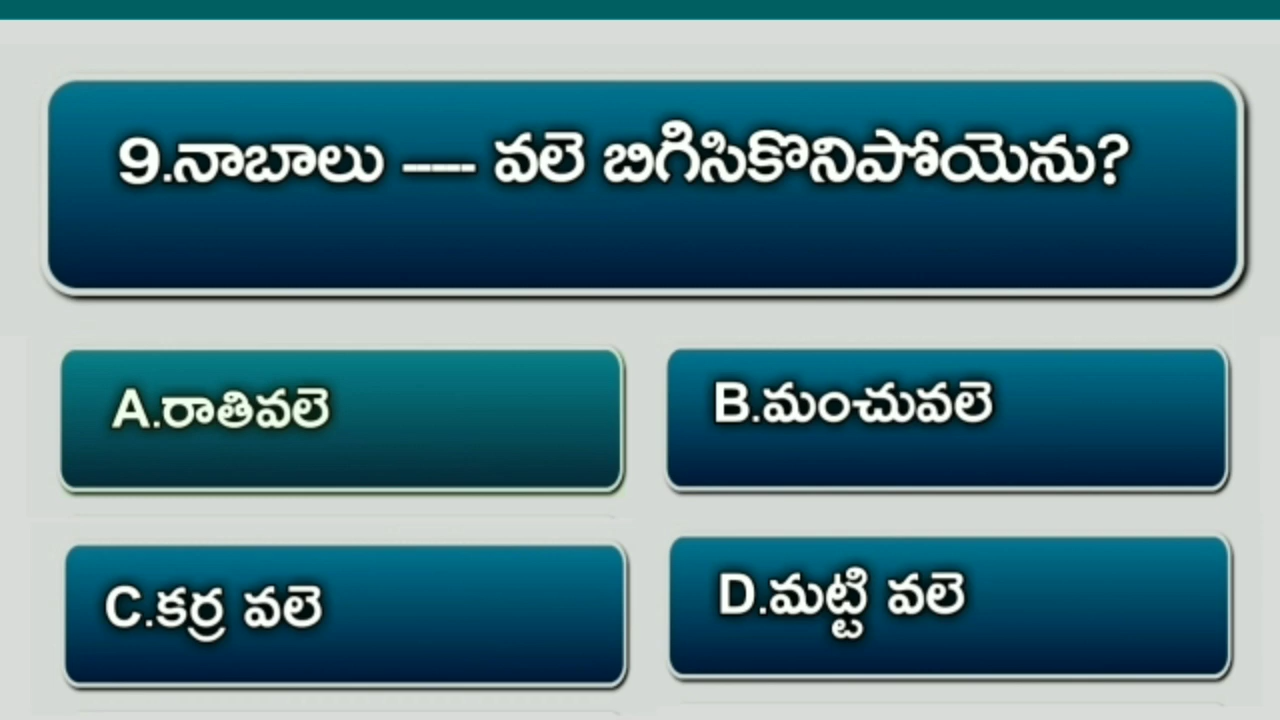 9.నాబాలు —- వలె బిగిసికొనిపోయెను?
A.రాతివలె
B.మంచువలె
C.కర్ర వలె
D.మట్టి వలె